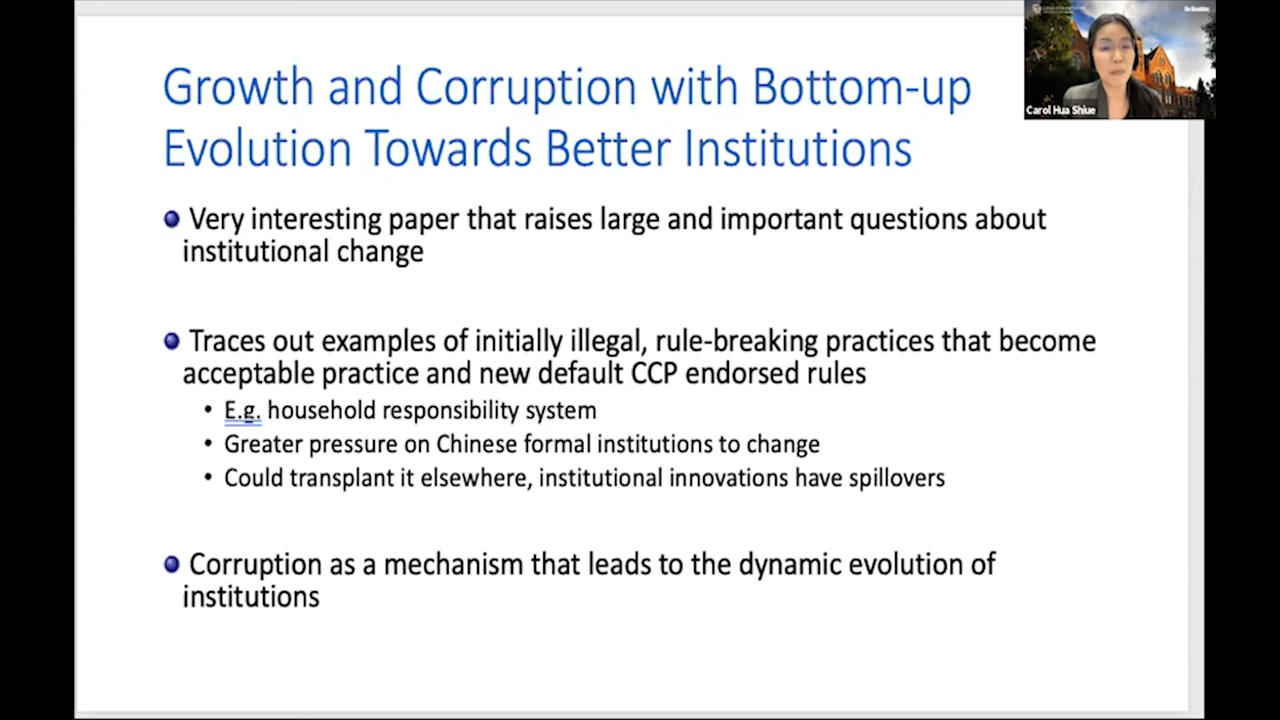 Growth and Corruption with Bottom-up
Evolution Towards Better Institutions
Very interesting paper that raises large and important questions about
institutional change
Traces out examples of initially illegal, rule-breaking practices that become
acceptable practice and new default CCP endorsed rules
• E.g. household responsibility system
• Greater pressure on Chinese formal institutions to change
• Could transplant it elsewhere, institutional innovations have spillovers
Corruption as a mechanism that leads to the dynamic evolution of
institutions
Be Boulder.
Carol Hua Shiue